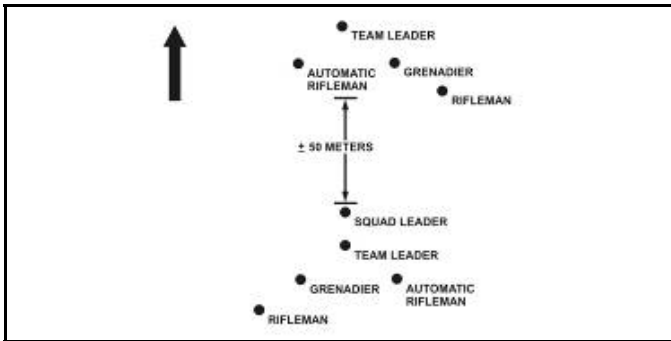 TEAM LEADER
AUTOMATIC
RIFLEMAN
GRENADIER
RIFLEMAN
± 50 METERS
SQUAD LEADER
TEAM LEADER
GRENADIER
AUTOMATIC
RIFLEMAN
RIFLEMAN